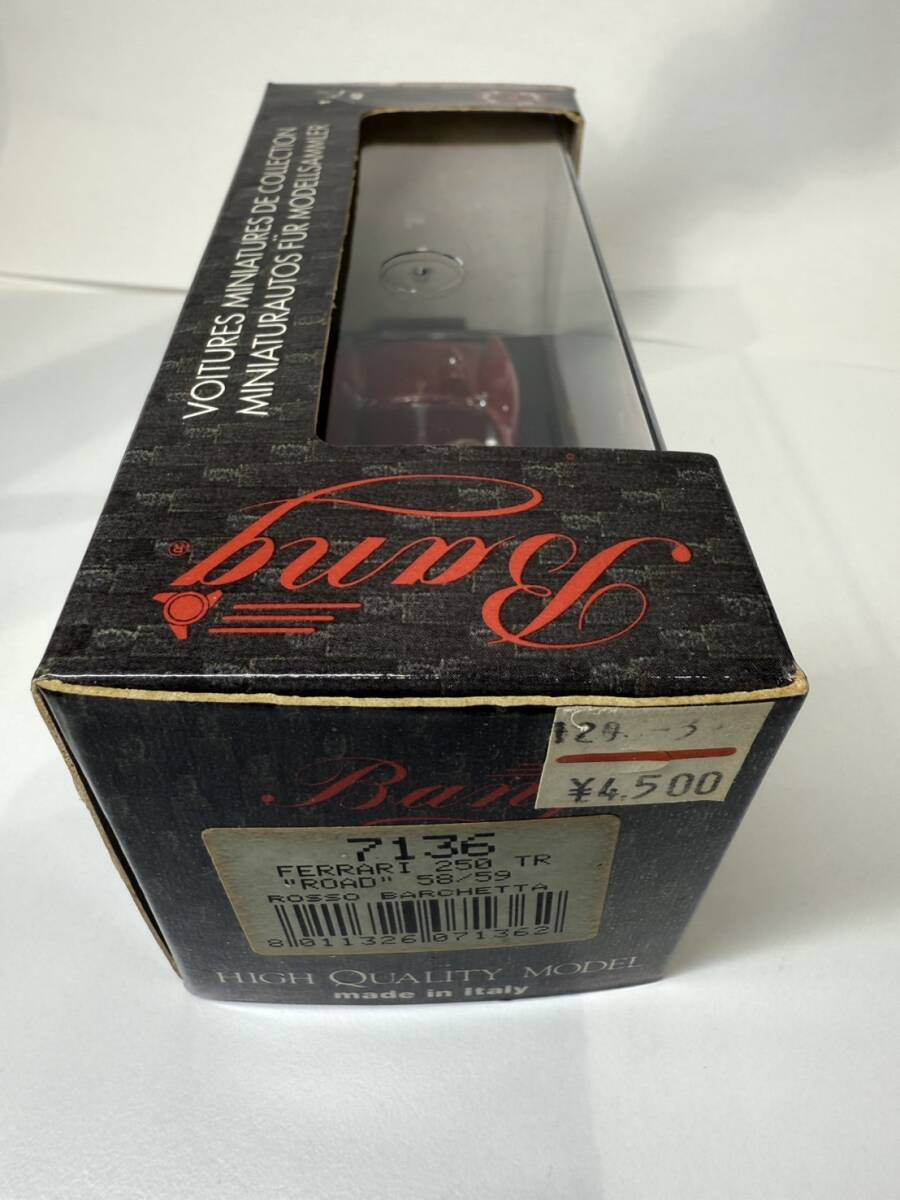 VOITURES MINIATURES DE COLLECTION
MINIATURAUTOS FÜR MODELLSAMMLER
Bang®
¥4,500
Bang
7136
FERRARI 250 TR
"ROAD" 58/59
ROSSO BARCHETTA
8 011326 071362
HIGH QUALITY MODEL
made in Italy